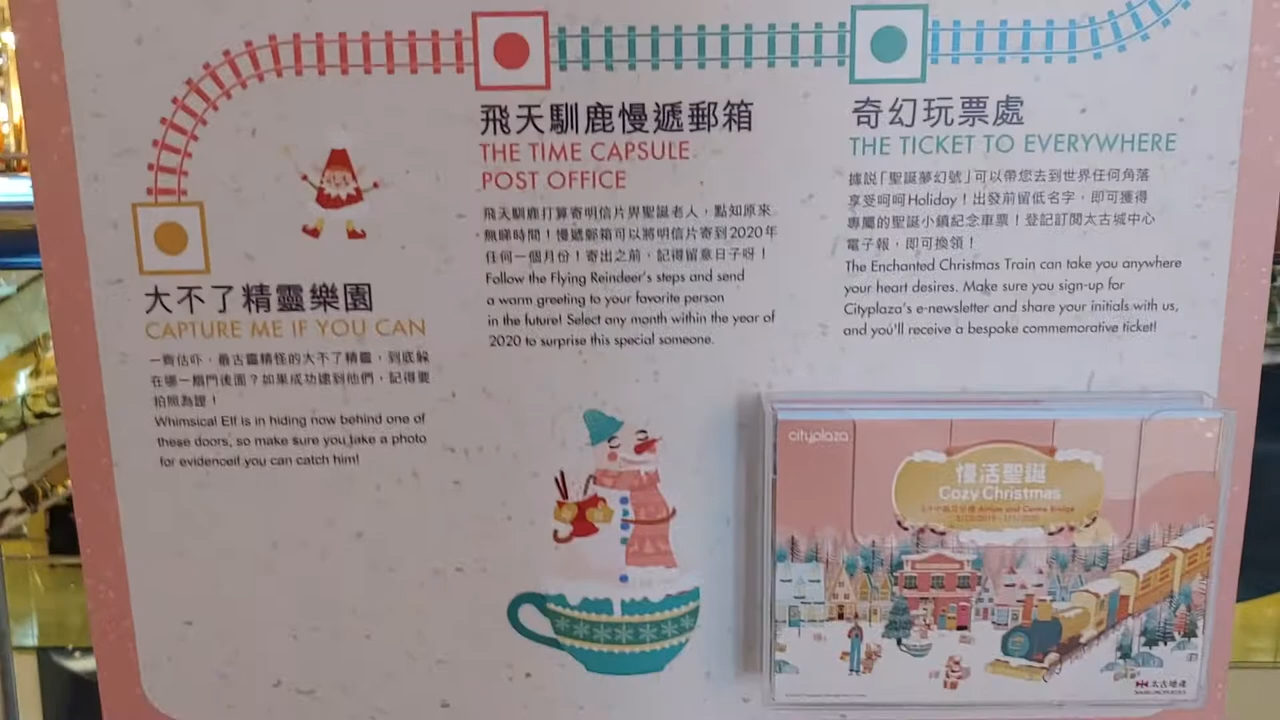 飛天馴鹿慢遞郵箱
THE TIME CAPSULE
POST OFFICE
飛天馴鹿打算寄明信片畀聖誕老人，點知原來
無睇時間！慢遞郵箱可以將明信片寄到2020年
任何一個月份！寄出之前，記得留意日子呀！
Follow the Flying Reindeer's steps and send
a warm greeting to your favorite person
in the future! Select any month within the year of
2020 to surprise this special someone.
奇幻玩票處
THE TICKET TO EVERYWHERE
據說「聖誕夢幻號」可以帶您去到世界任何角落
享受呵呵Holiday！出發前留低名字，即可獲得
專屬的聖誕小鎮紀念車票！登記訂閱太古城中心
電子報，即可換領！
The Enchanted Christmas Train can take you anywhere
your heart desires. Make sure you sign-up for
Cityplaza's e-newsletter and share your initials with us,
and you'll receive a bespoke commemorative ticket!
大不了精靈樂園
CAPTURE ME IF YOU CAN
一齊估吓，最古靈精怪的大不了精靈，到底躲
在哪一扇門後面？如果成功逮到他們，記得要
拍照為證！
Whimsical Elf is in hiding now behind one of
these doors, so make sure you take a photo
for evidenceif you can catch him!
cityplaza
慢活聖誕
Cozy Christmas
Atrium and Centre Bridge
太古地產
SWIRE PROPERTIES